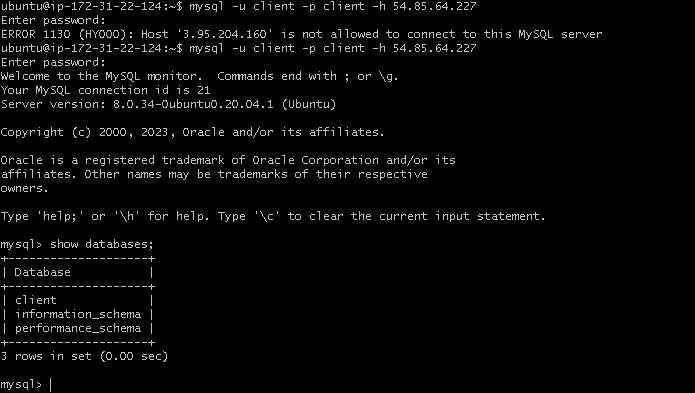 ubuntu@ip-172-31-22-124:~$ mysql -u client -p client -h 54.85.64.227
Enter password:
ERROR 1130 (HY000): Host '3.95.204.160' is not allowed to connect to this MySQL server
ubuntu@ip-172-31-22-124:~$ mysql -u client -p client -h 54.85.64.227
Enter password:
Welcome to the MySQL monitor.  Commands end with ; or \g.
Your MySQL connection id is 21
Server version: 8.0.34-0ubuntu0.20.04.1 (Ubuntu)

Copyright (c) 2000, 2023, Oracle and/or its affiliates.

Oracle is a registered trademark of Oracle Corporation and/or its
affiliates. Other names may be trademarks of their respective
owners.

Type 'help;' or '\h' for help. Type '\c' to clear the current input statement.

mysql> show databases;
+--------------------+
| Database           |
+--------------------+
| client             |
| information_schema |
| performance_schema |
+--------------------+
3 rows in set (0.00 sec)

mysql>